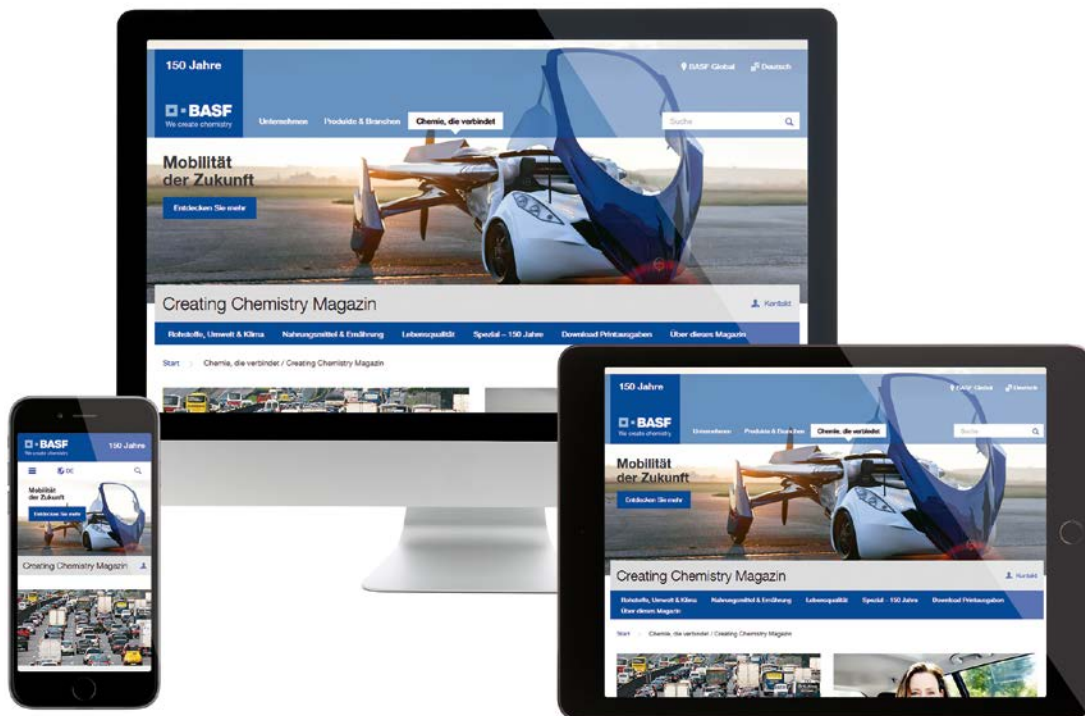 150 Jahre
BASF Global
Deutsch
BASF
We create chemistry
Unternehmen
Produkte & Branchen
Chemie, die verbindet
Suche
Mobilität
der Zukunft
Entdecken Sie mehr
Creating Chemistry Magazin
Kontakt
Rohstoffe, Umwelt & Klima
Nahrungsmittel & Ernährung
Lebensqualität
Spezial – 150 Jahre
Download Printausgaben
Über dieses Magazin
Start
Chemie, die verbindet / Creating Chemistry Magazin
BASF
We create chemistry
150 Jahre
DE
Mobilität
der Zukunft
Entdecken Sie mehr
Creating Chemistry Magazin
150 Jahre
BASF Global
Deutsch
BASF
We create chemistry
Unternehmen
Produkte & Branchen
Chemie, die verbindet
Suche
Mobilität
der Zukunft
Entdecken Sie mehr
Creating Chemistry Magazin
Kontakt
Rohstoffe, Umwelt & Klima
Nahrungsmittel & Ernährung
Lebensqualität
Spezial – 150 Jahre
Download Printausgaben
Über dieses Magazin
Start
Chemie, die verbindet / Creating Chemistry Magazin